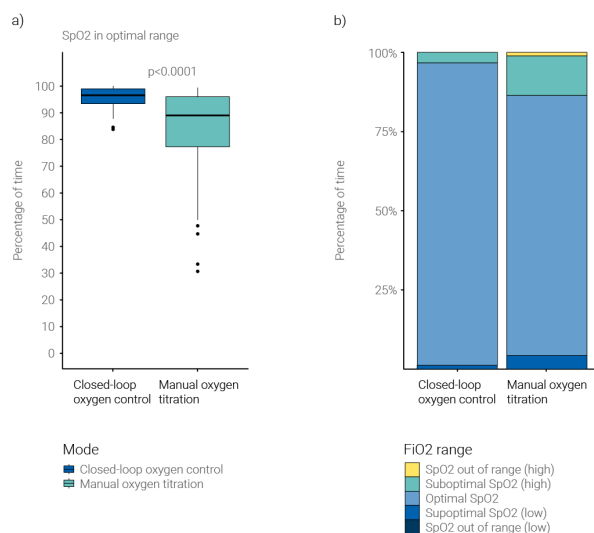 a)
SpO2 in optimal range
p<0.0001
100
90
80
70
60
50
40
30
20
10
0
Percentage of time
Closed-loop
oxygen control
Manual oxygen
titration
Mode
Closed-loop oxygen control
Manual oxygen titration
b)
100%
75%
50%
25%
Percentage of time
Closed-loop
oxygen control
Manual oxygen
titration
FiO2 range
SpO2 out of range (high)
Suboptimal SpO2 (high)
Optimal SpO2
Supoptimal SpO2 (low)
SpO2 out of range (low)